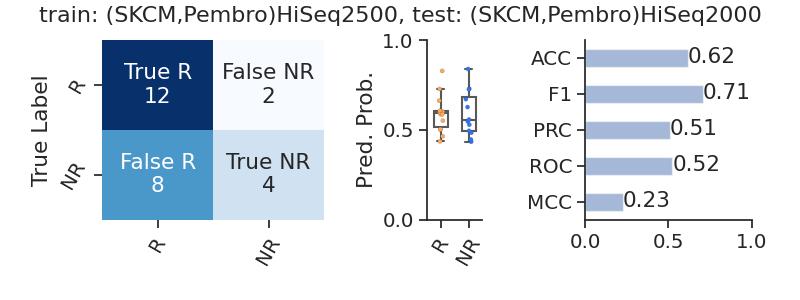 train: (SKCM,Pembro)HiSeq2500, test: (SKCM,Pembro)HiSeq2000
True Label
R
NR
True R
12
False NR
2
False R
8
True NR
4
R
NR
Pred. Prob.
1.0
0.5
0.0
R
NR
ACC
0.62
F1
0.71
PRC
0.51
ROC
0.52
MCC
0.23
0.0
0.5
1.0